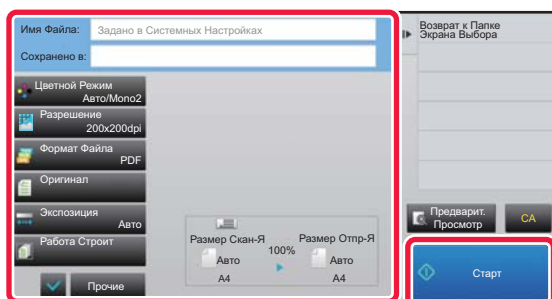 Имя Файла: Задано в Системных Настройках
Сохранено в:
Цветной Режим
Авто/Mono2
Разрешение
200x200dpi
Формат Файла
PDF
Оригинал
Экспозиция
Авто
Работа Строит
Прочие
Размер Скан-Я
100%
Размер Отпр-Я
Авто
Авто
A4
A4
Возврат к Папке
Экрана Выбора
Предварит.
Просмотр
CA
Старт